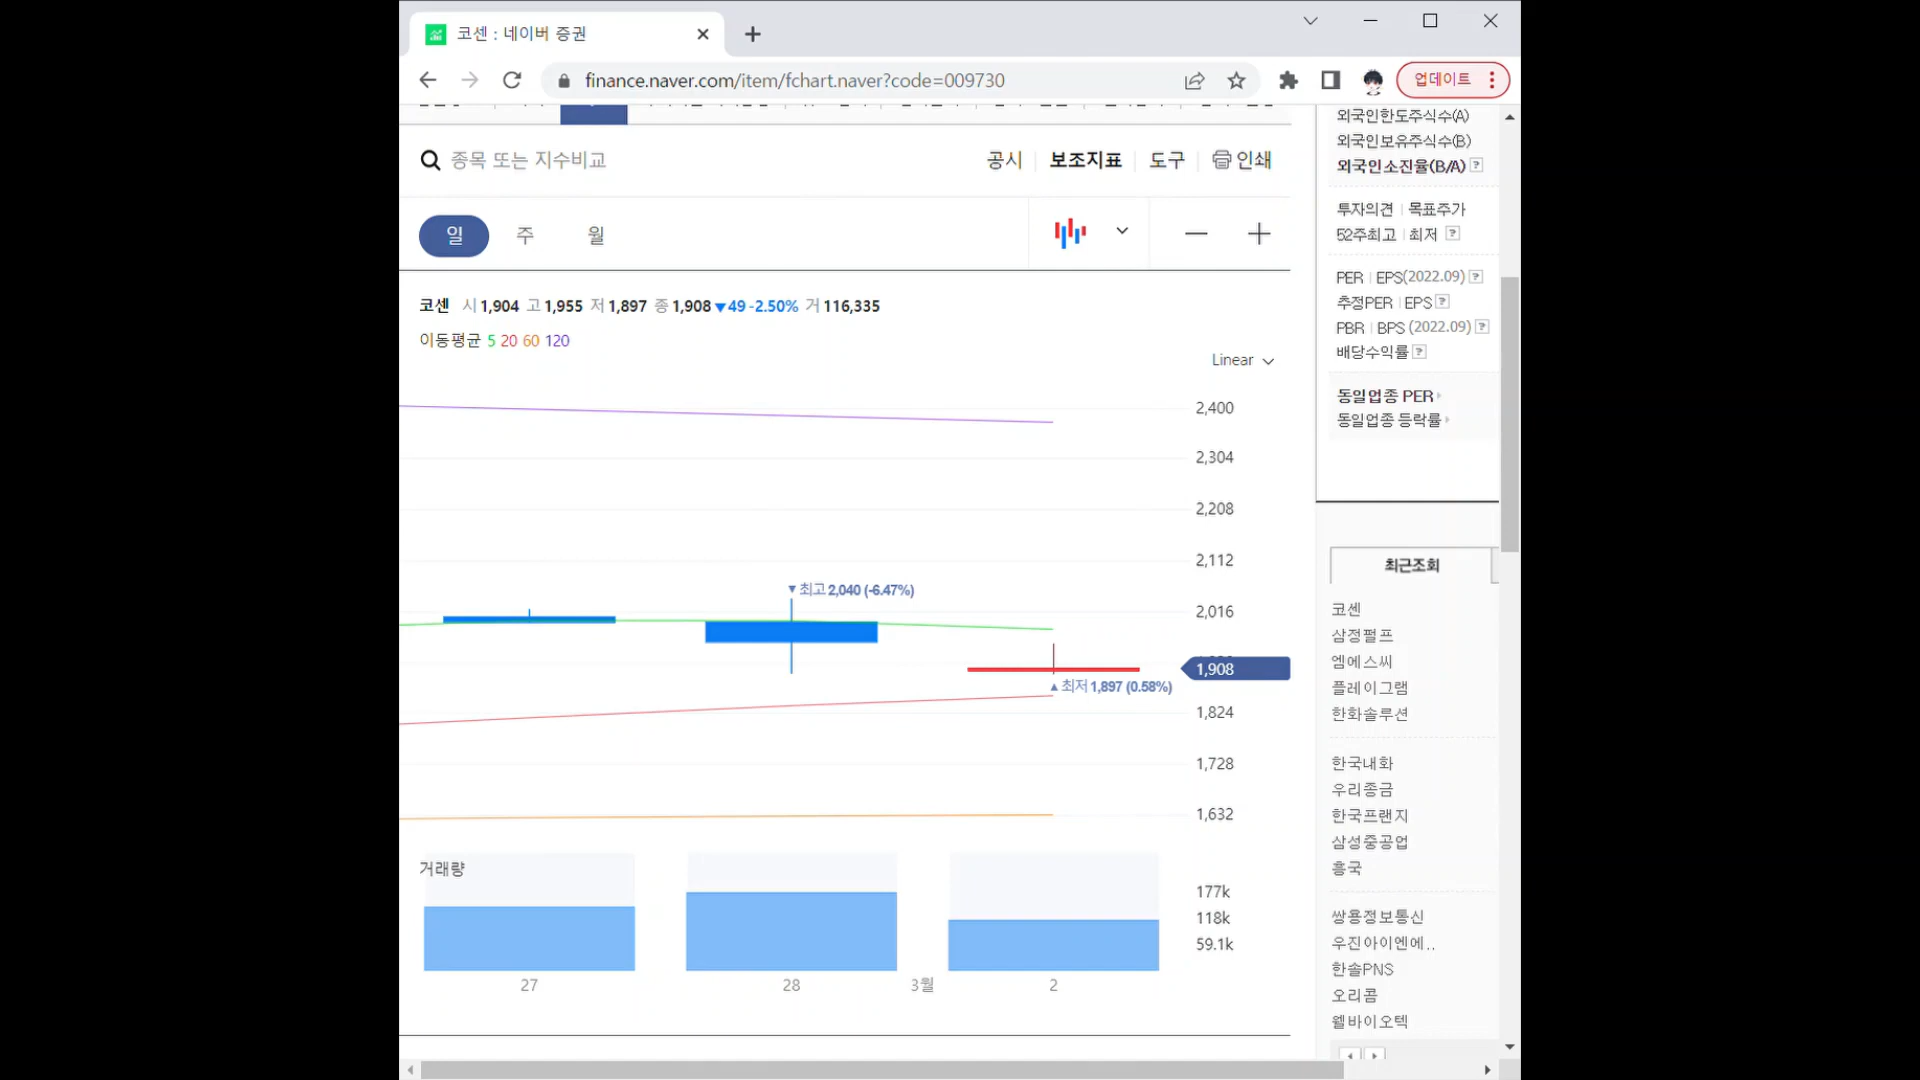 코센 : 네이버 증권
finance.naver.com/item/fchart.naver?code=009730
업데이트
종목 또는 지수비교
공시 보조지표 도구 인쇄
일 주 월
코센 시 1,904 고 1,955 저 1,897 종 1,908 ▼49 -2.50% 거 116,335
이동평균 5 20 60 120
Linear
2,400
2,304
2,208
2,112
2,016
1,908
1,824
1,728
1,632
▼최고 2,040 (-6.47%)
▲최저 1,897 (0.58%)
거래량
177k
118k
59.1k
27 28 3월 2
외국인한도주식수(A)
외국인보유주식수(B)
외국인소진율(B/A) ?
투자의견 | 목표주가
52주최고 | 최저 ?
PER | EPS(2022.09) ?
추정PER | EPS ?
PBR | BPS (2022.09) ?
배당수익률 ?
동일업종 PER
동일업종 등락률
최근조회
코센
삼정펄프
엠에스씨
플레이그램
한화솔루션
한국내화
우리종금
한국프랜지
삼성중공업
흥국
쌍용정보통신
우진아이엔에..
한솔PNS
오리콤
웰바이오텍